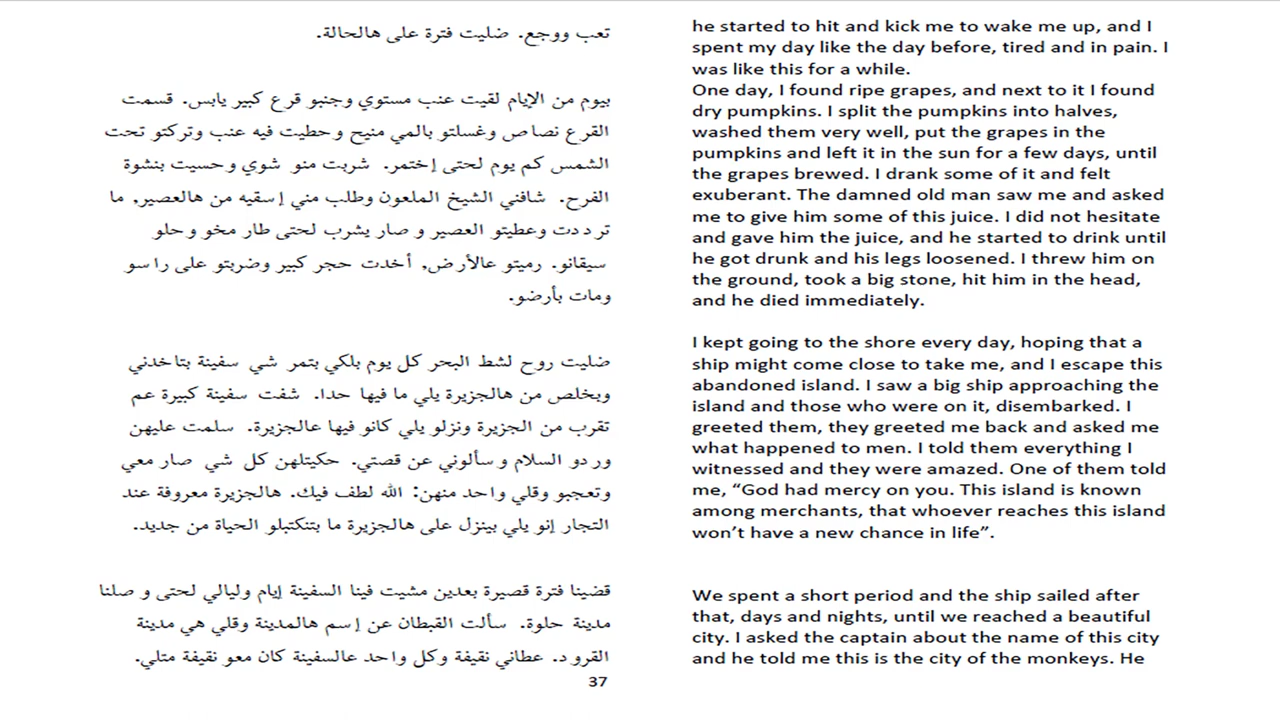 تعب ووجع. ضليت فترة على هالحالة.
بيوم من الإيام لقيت عنب مستوي وجنبو قرع كبير يابس. قسمت
القرع نصاص وغسلتو بالمي منيح وحطيت فيه عنب وتركتو تحت
الشمس كم يوم لحتى إختمر. شربت منو شوي وحسيت بنشوة
الفرح. شافني الشيخ الملعون وطلب مني إسقيه من هالعصير, ما
ترددت وعطيتو العصير و صار يشرب لحتى طار مخو وحلو
سيقانو. رميتو عالأرض, أخدت حجر كبير وضربتو على راسو
ومات بأرضو.
ضليت روح لشط البحر كل يوم بلكي بتمر شي سفينة بتاخدني
وبخلص من هالجزيرة يلي ما فيها حدا. شفت سفينة كبيرة عم
تقرب من الجزيرة ونزلو يلي كانو فيها عالجزيرة. سلمت عليهن
وردو السلام و سألوني عن قصتي. حكيتلهن كل شي صار معي
وتعجبو وقلي واحد منهن: الله لطف فيك. هالجزيرة معروفة عند
التجار إنو يلي بينزل على هالجزيرة ما بتنكتبلو الحياة من جديد..
قضينا فترة قصيرة بعدين مشيت فينا السفينة إيام وليالي لحتى و صلنا
مدينة حلوة. سألت القبطان عن إسم هالمدينة وقلي هي مدينة
القرود. عطاني نقيفة وكل واحد عالسفينة كان معو نقيفة متلي.
37
he started to hit and kick me to wake me up, and I
spent my day like the day before, tired and in pain. I
was like this for a while.
One day, I found ripe grapes, and next to it I found
dry pumpkins. I split the pumpkins into halves,
washed them very well, put the grapes in the
pumpkins and left it in the sun for a few days, until
the grapes brewed. I drank some of it and felt
exuberant. The damned old man saw me and asked
me to give him some of this juice. I did not hesitate
and gave him the juice, and he started to drink until
he got drunk and his legs loosened. I threw him on
the ground, took a big stone, hit him in the head,
and he died immediately.
I kept going to the shore every day, hoping that a
ship might come close to take me, and I escape this
abandoned island. I saw a big ship approaching the
island and those who were on it, disembarked. I
greeted them, they greeted me back and asked me
what happened to men. I told them everything I
witnessed and they were amazed. One of them told
me, “God had mercy on you. This island is known
among merchants, that whoever reaches this island
won’t have a new chance in life”.
We spent a short period and the ship sailed after
that, days and nights, until we reached a beautiful
city. I asked the captain about the name of this city
and he told me this is the city of the monkeys. He